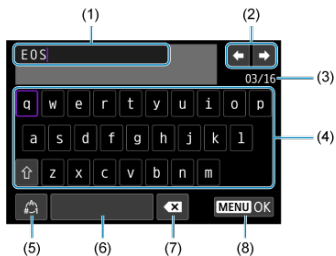 (1) (2)
EOS
03/16 (3)
q w e r t y u i o p
(4)
a s d f g h j k l
z x c v b n m
MENU OK
(5) (6) (7) (8)